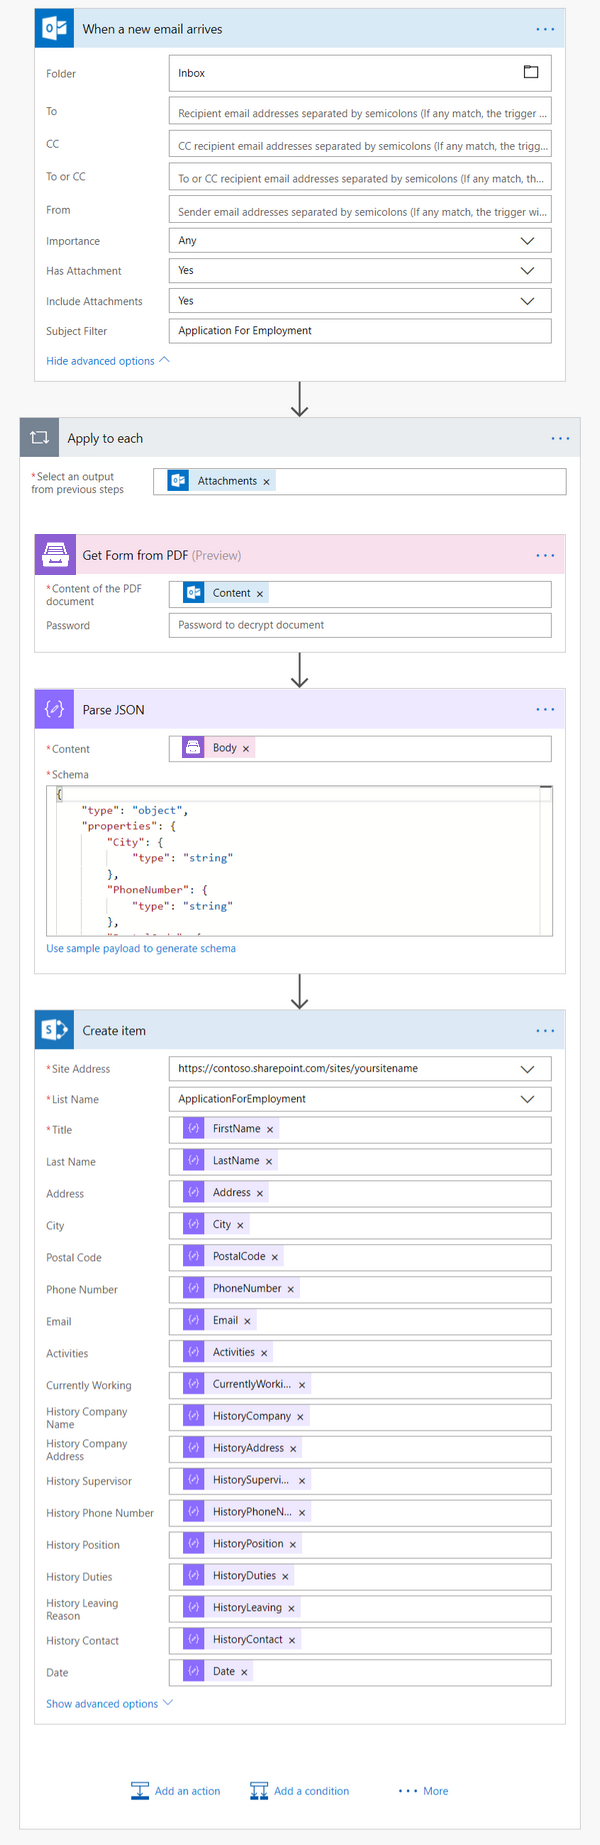 When a new email arrives
Folder Inbox
To Recipient email addresses separated by semicolons (If any match, the trigger ...
CC CC recipient email addresses separated by semicolons (If any match, the trigg...
To or CC To or CC recipient email addresses separated by semicolons (If any match, th...
From Sender email addresses separated by semicolons (If any match, the trigger wi...
Importance Any
Has Attachment Yes
Include Attachments Yes
Subject Filter Application For Employment
Hide advanced options
Apply to each
*Select an output
from previous steps
Attachments ×
Get Form from PDF (Preview)
*Content of the PDF
document
Content ×
Password Password to decrypt document
{} Parse JSON
*Content Body ×
*Schema
{
"type": "object",
"properties": {
"City": {
"type": "string"
},
"PhoneNumber": {
"type": "string"
},
Use sample payload to generate schema
S Create item
*Site Address https://contoso.sharepoint.com/sites/yoursitename
*List Name ApplicationForEmployment
*Title FirstName ×
Last Name LastName ×
Address Address ×
City City ×
Postal Code PostalCode ×
Phone Number PhoneNumber ×
Email Email ×
Activities Activities ×
Currently Working CurrentlyWorki... ×
History Company
Name
HistoryCompany ×
History Company
Address
HistoryAddress ×
History Supervisor HistorySupervi... ×
History Phone Number HistoryPhoneN... ×
History Position HistoryPosition ×
History Duties HistoryDuties ×
History Leaving
Reason
HistoryLeaving ×
History Contact HistoryContact ×
Date Date ×
Show advanced options
Add an action Add a condition ... More